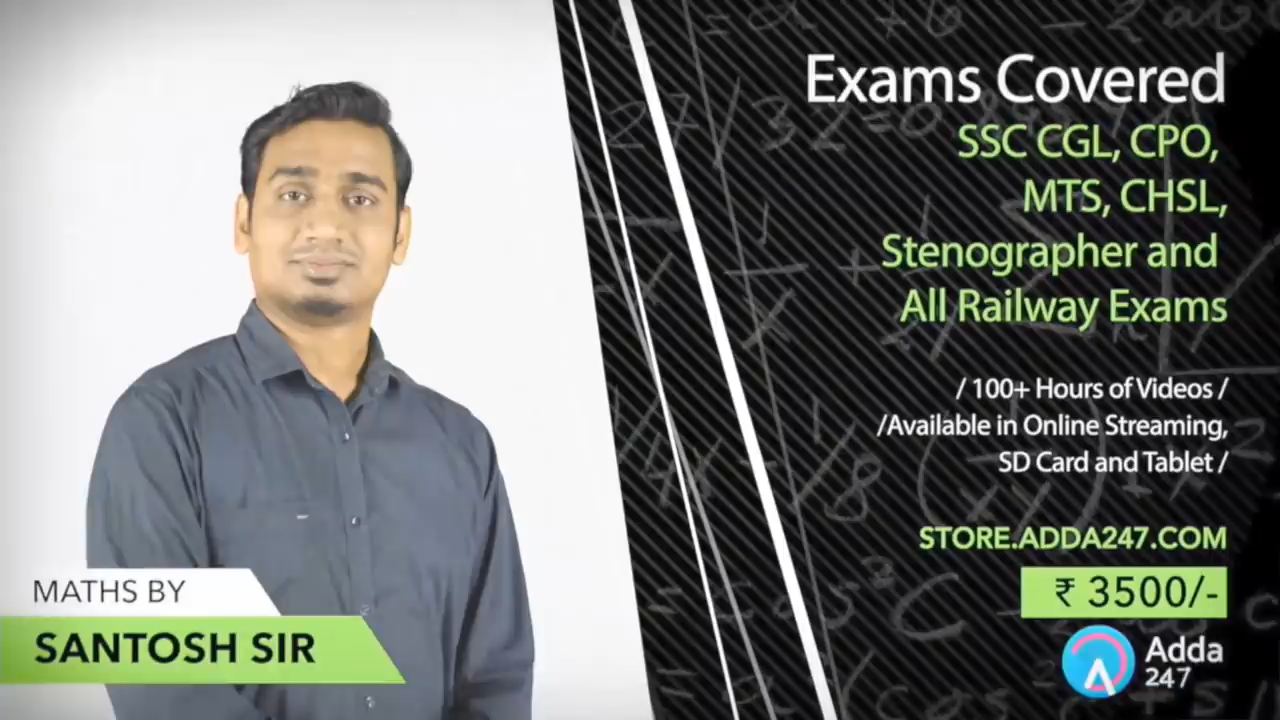 Exams Covered
SSC CGL, CPO,
MTS, CHSL,
Stenographer and
All Railway Exams
/ 100+ Hours of Videos /
/Available in Online Streaming,
SD Card and Tablet /
STORE.ADDA247.COM
₹ 3500/-
Adda
247
MATHS BY
SANTOSH SIR